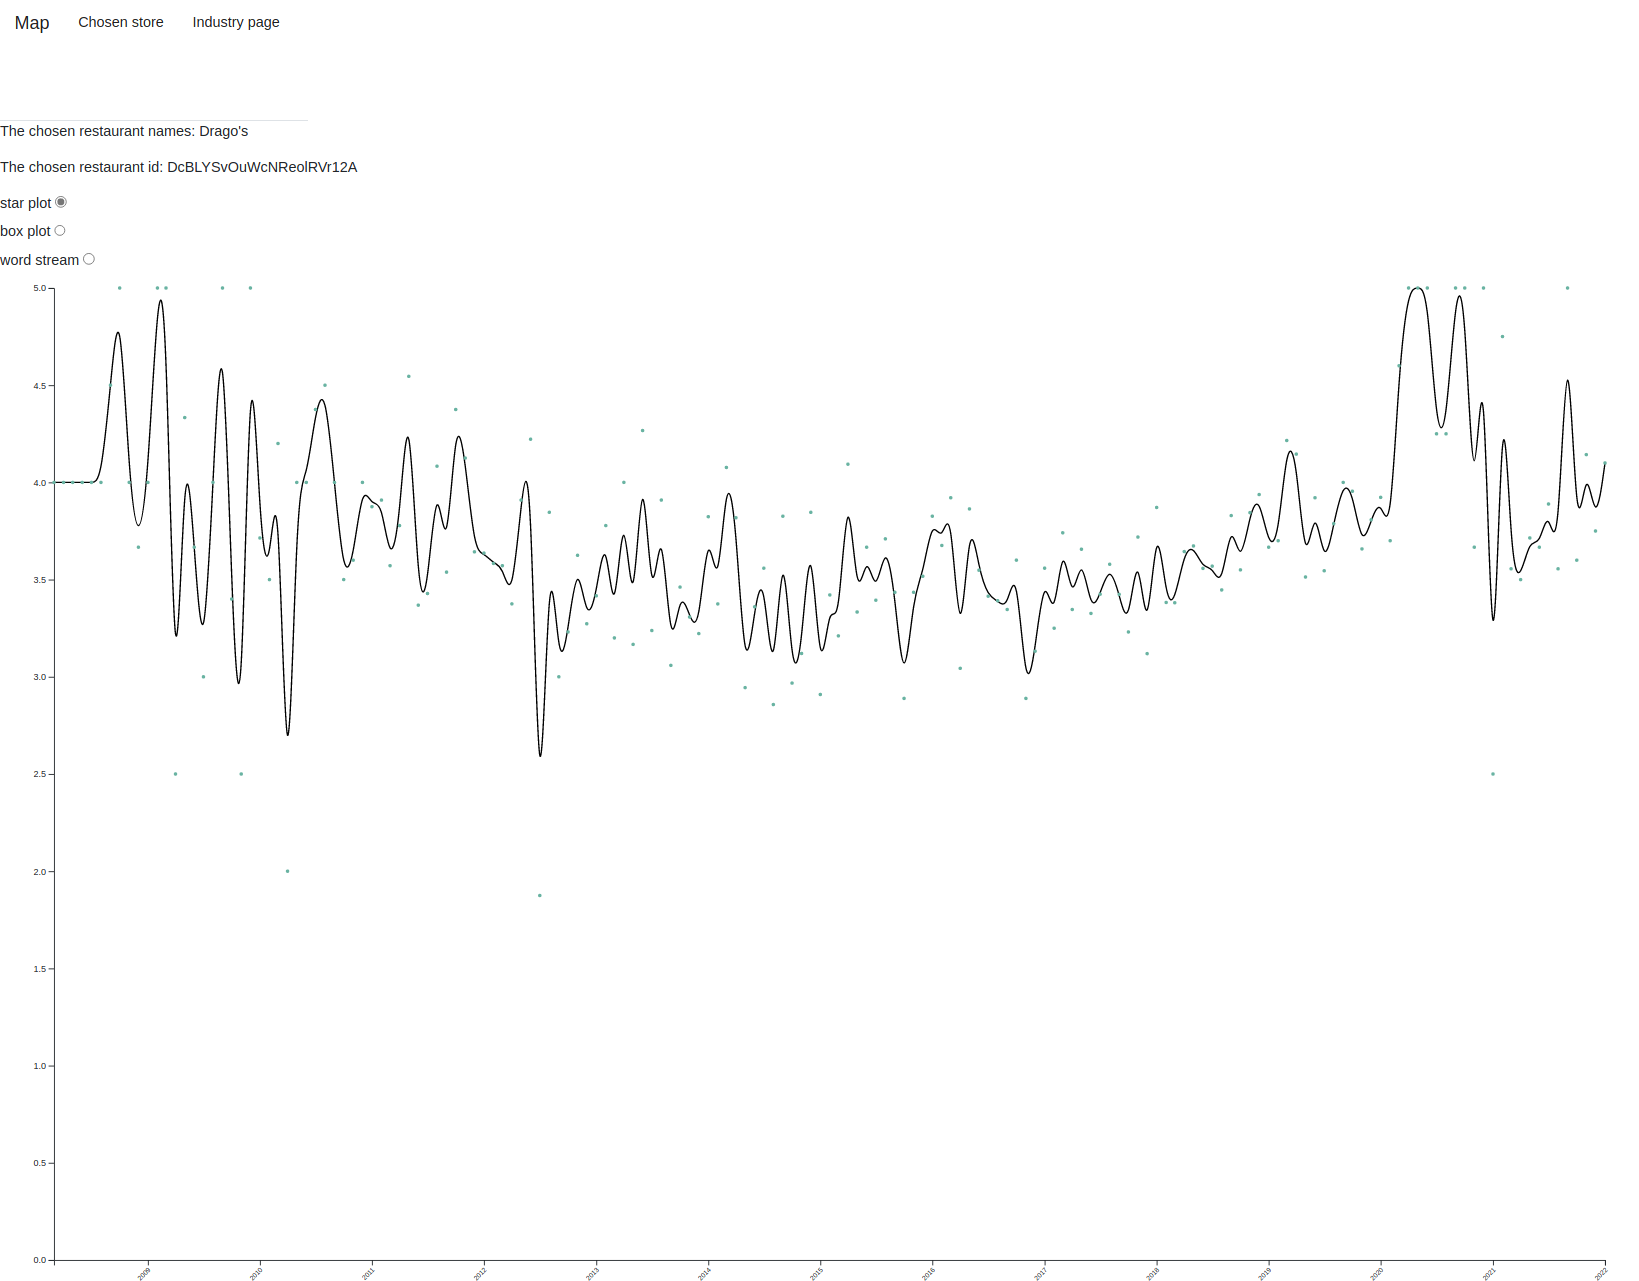 Map Chosen store Industry page
The chosen restaurant names: Drago's
The chosen restaurant id: DcBLYSvOuWcNReolRVr12A
star plot
box plot
word stream
5.0
4.5
4.0
3.5
3.0
2.5
2.0
1.5
1.0
0.5
0.0
2009 2010 2011 2012 2013 2014 2015 2016 2017 2018 2019 2020 2021 2022